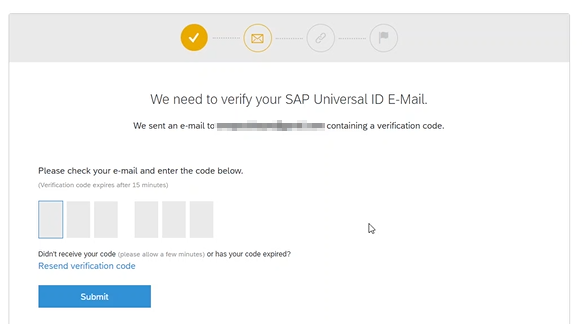 We need to verify your SAP Universal ID E-Mail.
We sent an e-mail to containing a verification code.
Please check your e-mail and enter the code below.
(Verification code expires after 15 minutes)
Didn't receive your code (please allow a few minutes) or has your code expired?
Resend verification code
Submit